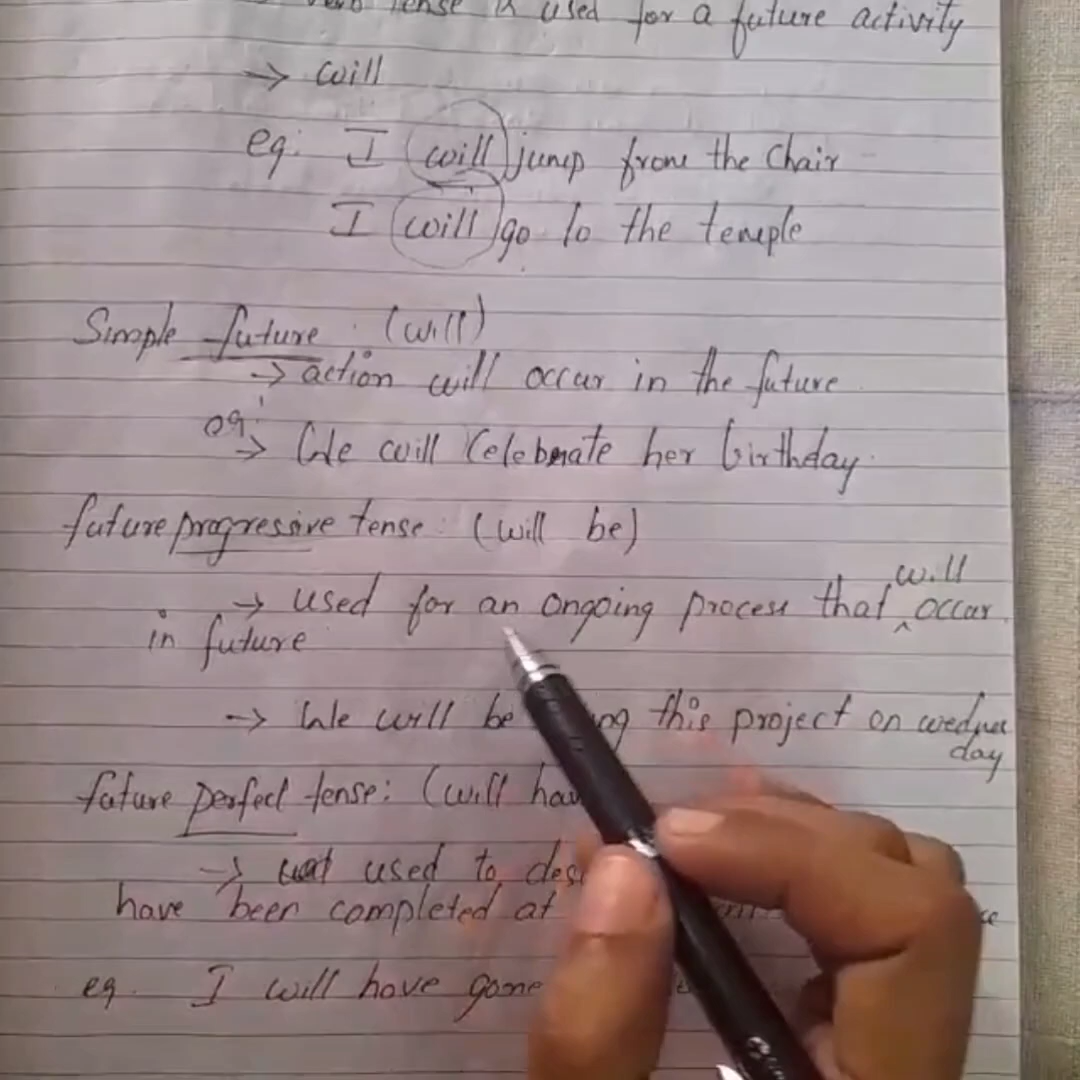 verb tense is used for a future activity
→ will
eg: I will jump from the Chair
I will go to the temple
Simple future. (will)
→ action will occur in the future
eg:
→ We will Celebrate her birthday.
future progressive tense: (will be)
will
→ used for an ongoing process that ^ occur
in future
→ We will be this project on wednes
day
future perfect tense: (will
→ used to
have been completed at
eg. I will have gone